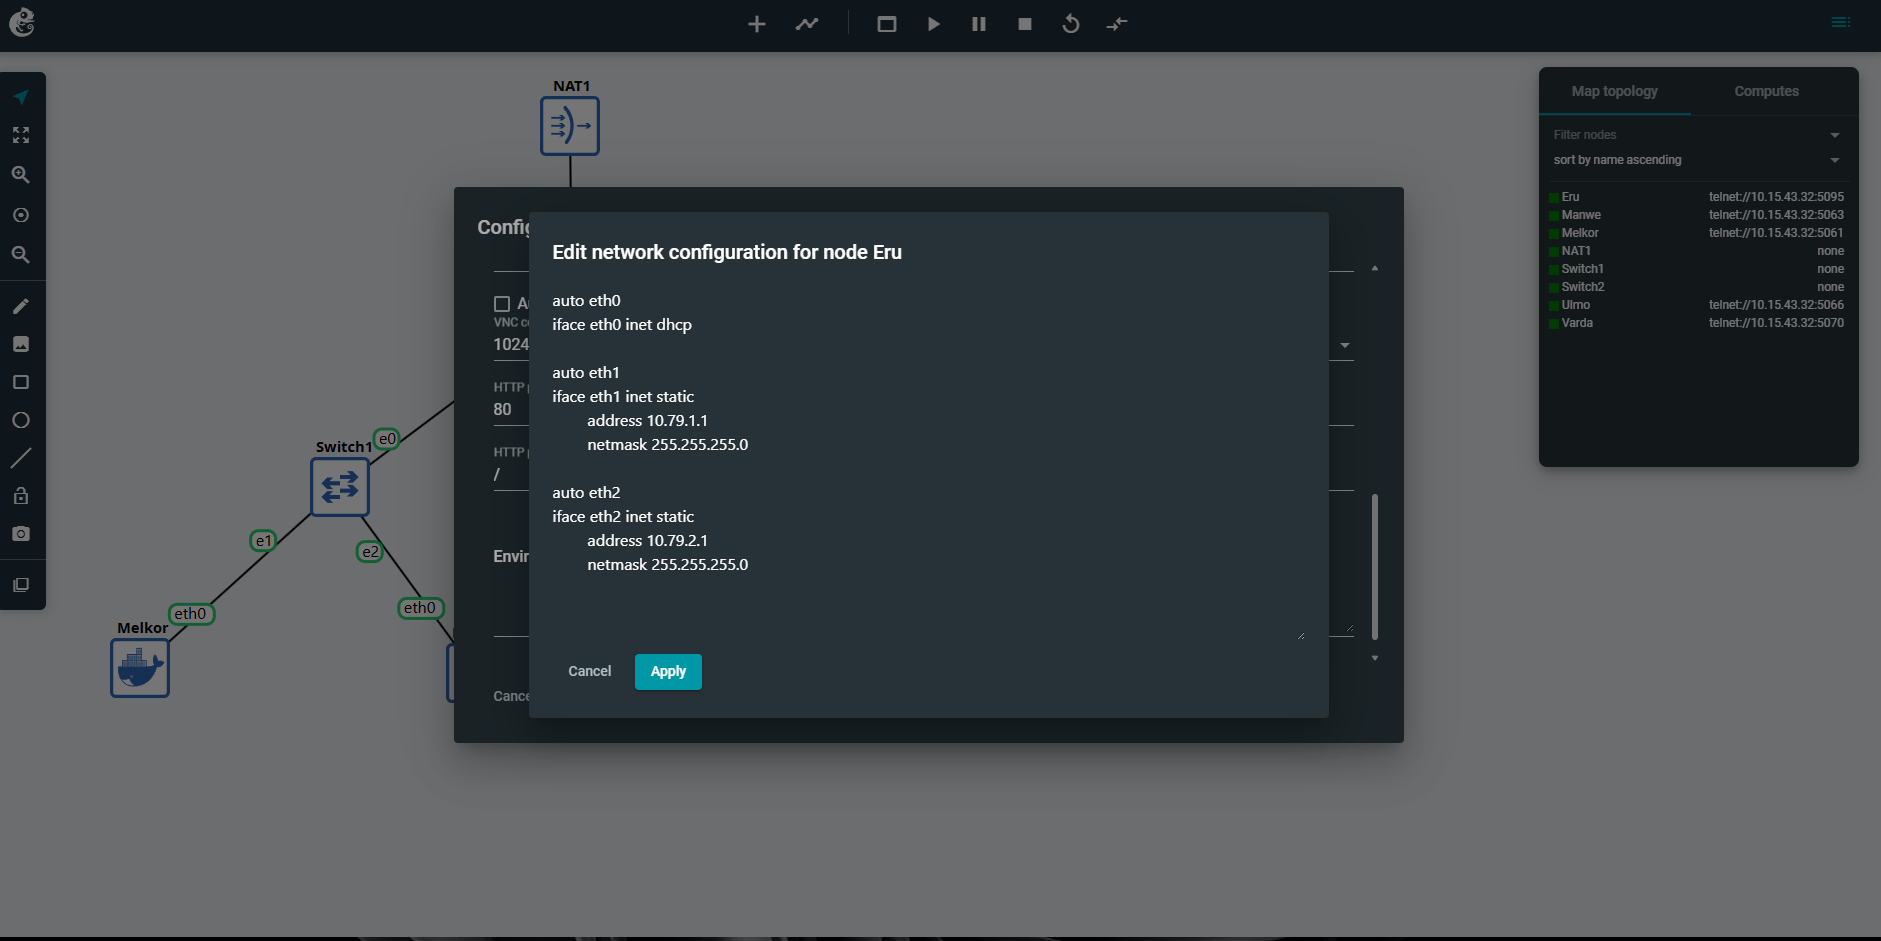 NAT1
Map topology
Computes
Filter nodes
sort by name ascending
Eru telnet://10.15.43.32:5095
Manwe telnet://10.15.43.32:5063
Melkor telnet://10.15.43.32:5061
NAT1 none
Switch1 none
Switch2 none
Ulmo telnet://10.15.43.32:5066
Varda telnet://10.15.43.32:5070
Edit network configuration for node Eru
auto eth0
iface eth0 inet dhcp
auto eth1
iface eth1 inet static
address 10.79.1.1
netmask 255.255.255.0
auto eth2
iface eth2 inet static
address 10.79.2.1
netmask 255.255.255.0
Cancel
Apply
VNC
1024
HTTP
80
HTTP
/
Switch1
e0
e1
e2
eth0
eth0
Melkor